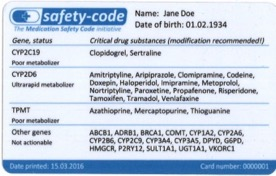 safety-code
The Medication Safety Code initiative
Name: Jane Doe
Date of birth: 01.02.1934
Gene, status
Critical drug substances (modification recommended!)
CYP2C19
Poor metabolizer
Clopidogrel, Sertraline
CYP2D6
Ultrarapid metabolizer
Amitriptyline, Aripiprazole, Clomipramine, Codeine,
Doxepin, Haloperidol, Imipramine, Metoprolol,
Nortriptyline, Paroxetine, Propafenone, Risperidone,
Tamoxifen, Tramadol, Venlafaxine
TPMT
Poor metabolizer
Azathioprine, Mercaptopurine, Thioguanine
Other genes
Not actionable
ABCB1, ADRB1, BRCA1, COMT, CYP1A2, CYP2A6,
CYP2B6, CYP2C9, CYP3A4, CYP3A5, DPYD, G6PD,
HMGCR, P2RY12, SULT1A1, UGT1A1, VKORC1
Date printed: 15.03.2016
Card number: 0000001